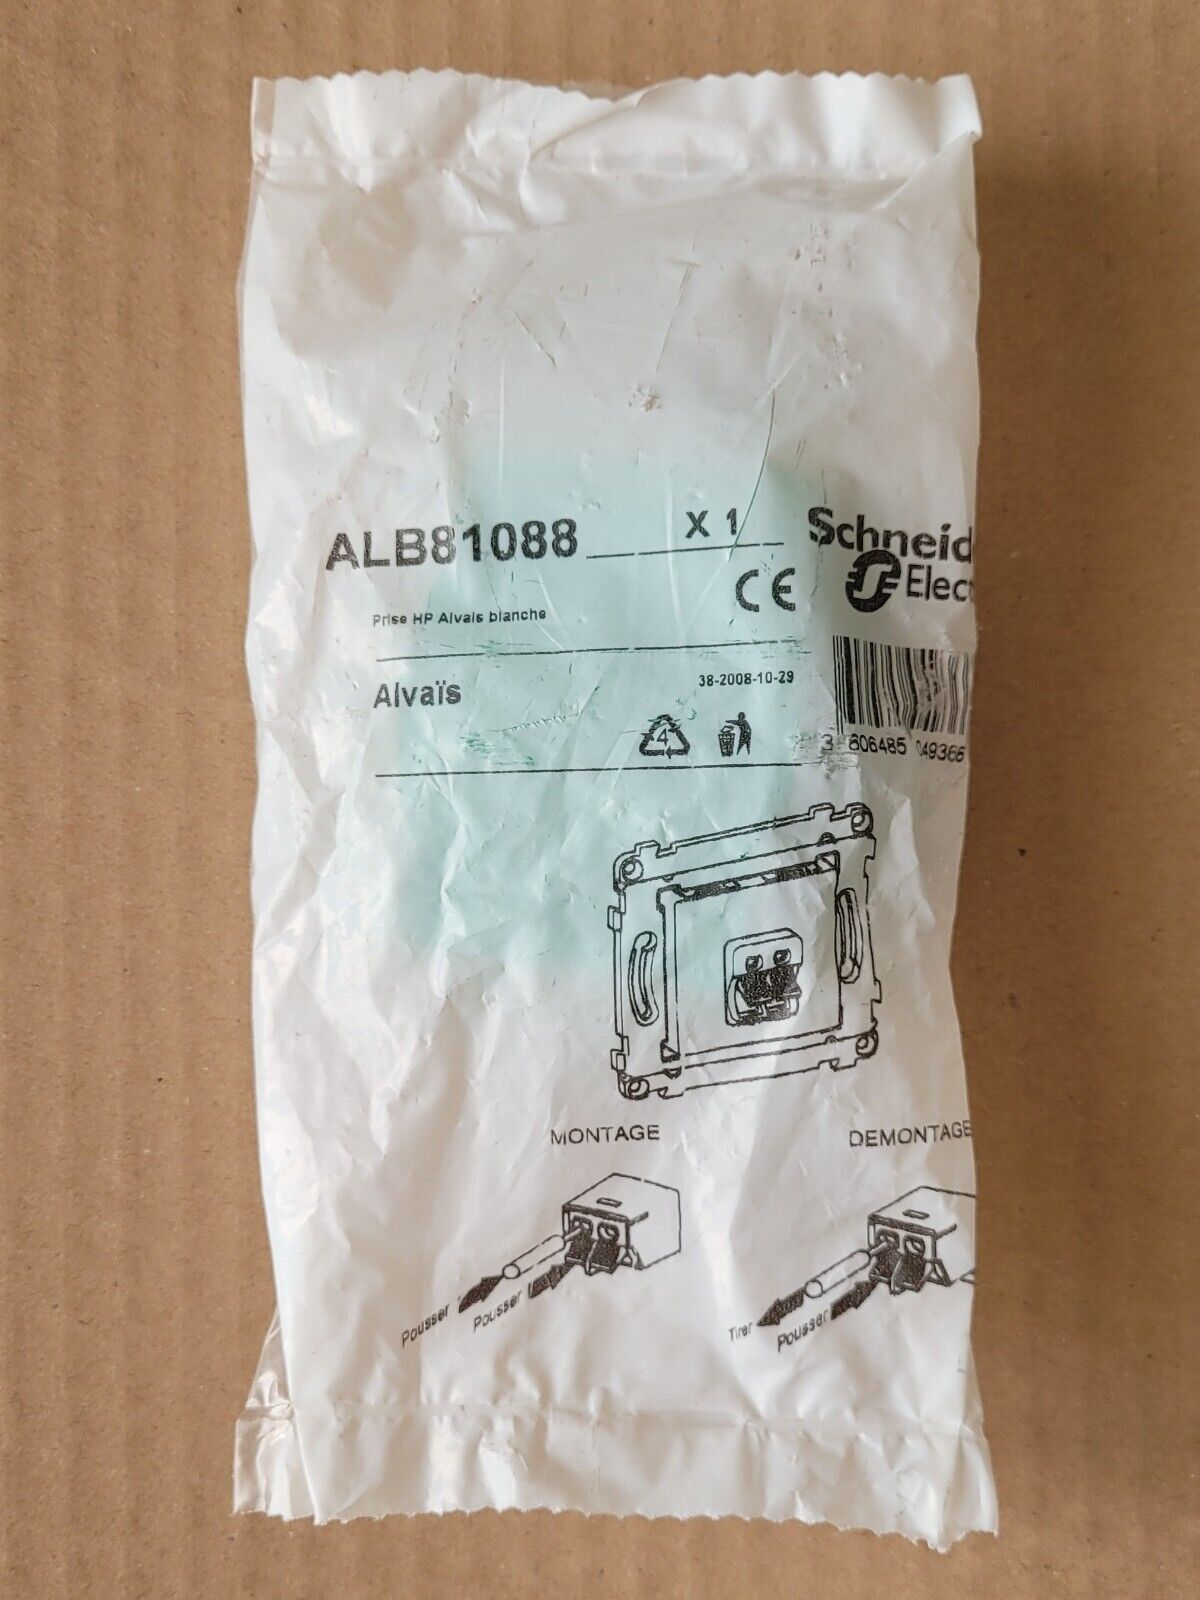 ALB81088 X 1
Schneid
Elect
CE
Prise HP Alvais blanche
Alvaïs
38-2008-10-29
4
3 606485 049366
MONTAGE
DEMONTAGE
Pousser
Pousser
Tirer
Pousser